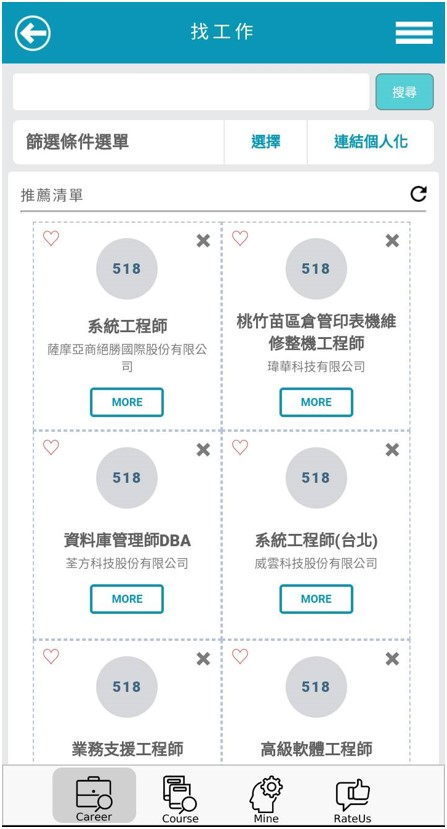 找工作
搜尋
篩選條件選單 選擇 連結個人化
推薦清單
518 518
系統工程師
薩摩亞商絕勝國際股份有限公
司
MORE
桃竹苗區倉管印表機維
修整機工程師
瑋華科技有限公司
MORE
518 518
資料庫管理師DBA
荃方科技股份有限公司
MORE
系統工程師(台北)
威雲科技股份有限公司
MORE
518 518
業務支援工程師
高級軟體工程師
Career Course Mine RateUs